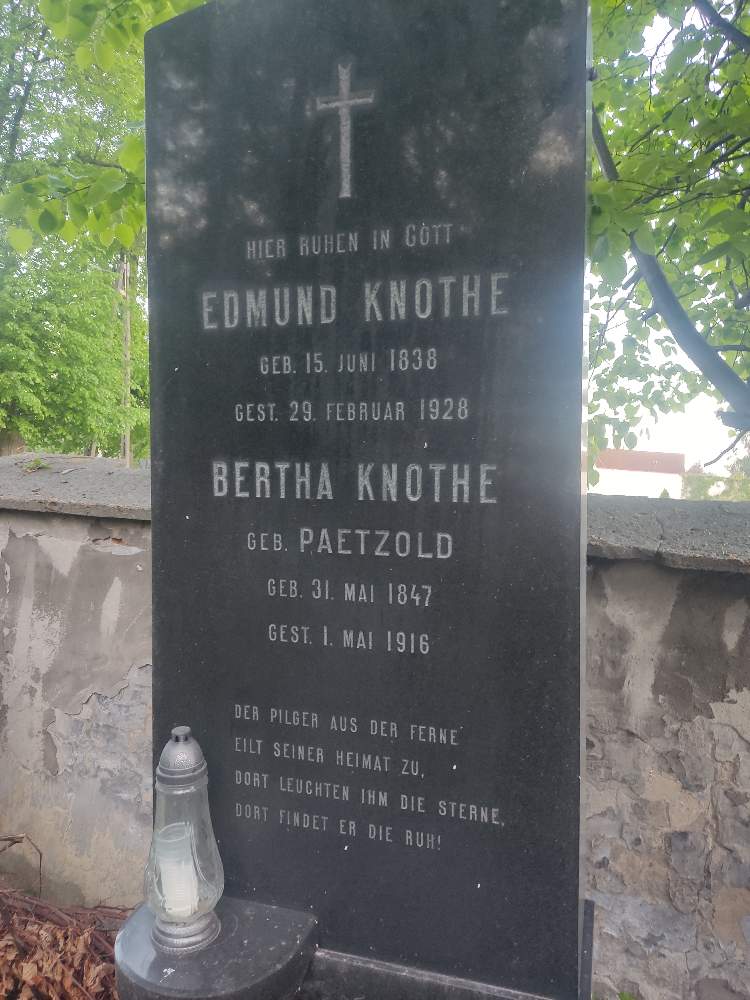 HIER RUHEN IN GOTT
EDMUND KNOTHE
GEB. 15. JUNI 1838
GEST. 29. FEBRUAR 1928
BERTHA KNOTHE
GEB. PAETZOLD
GEB. 31. MAI 1847
GEST. 1. MAI 1916
DER PILGER AUS DER FERNE
EILT SEINER HEIMAT ZU,
DORT LEUCHTEN IHM DIE STERNE,
DORT FINDET ER DIE RUH!